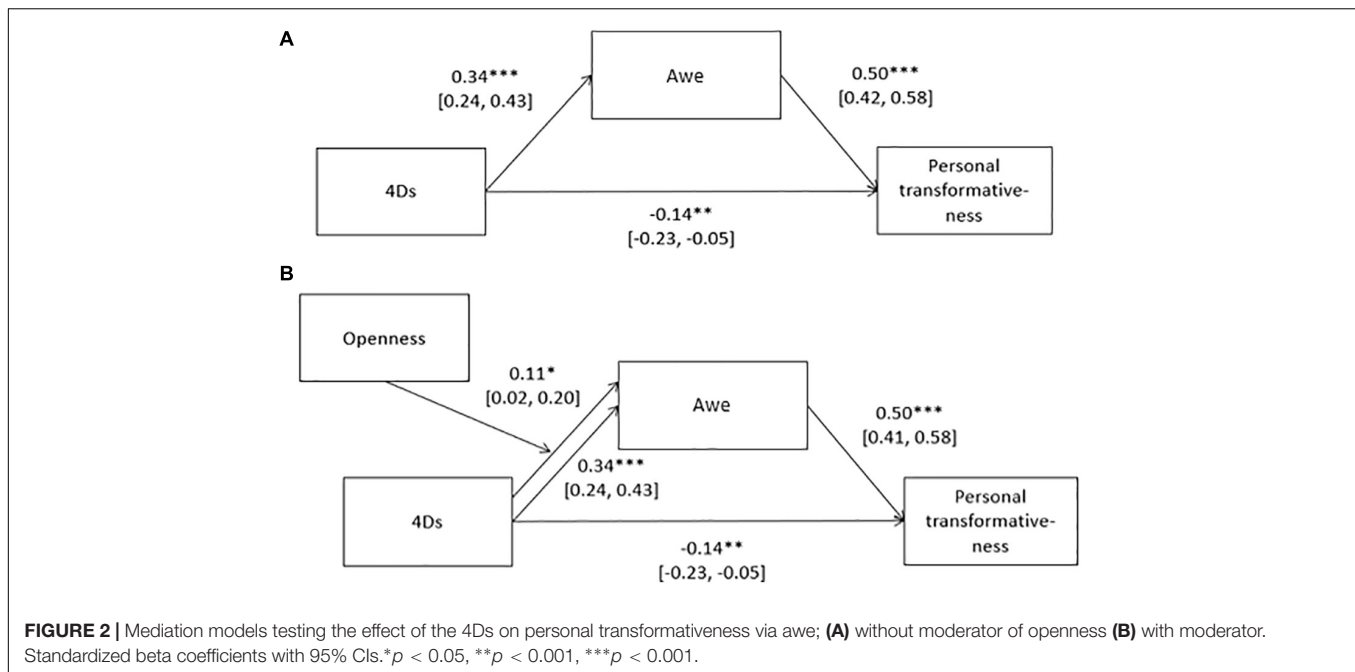 A
0.34***
[0.24, 0.43]
Awe
0.50***
[0.42, 0.58]
4Ds
Personal
transformative-
ness
-0.14**
[-0.23, -0.05]
B
Openness
0.11*
[0.02, 0.20]
Awe
0.50***
[0.41, 0.58]
0.34***
[0.24, 0.43]
4Ds
Personal
transformative-
ness
-0.14**
[-0.23, -0.05]
FIGURE 2 | Mediation models testing the effect of the 4Ds on personal transformativeness via awe; (A) without moderator of openness (B) with moderator.
Standardized beta coefficients with 95% CIs.*p < 0.05, **p < 0.001, ***p < 0.001.